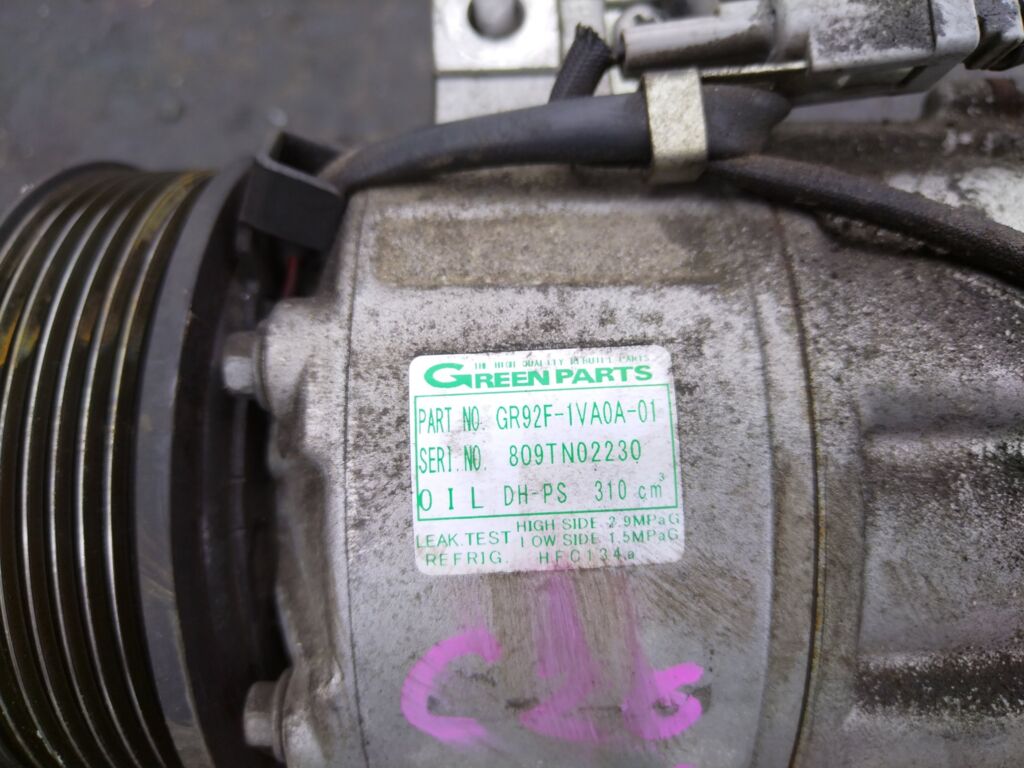 THE HIGH QUALITY REBUILT PARTS
GREEN PARTS
PART NO. GR92F-1VA0A-01
SERI.NO. 809TN02230
OIL DH-PS 310 cm³
LEAK.TEST HIGH SIDE 2.9MPaG
LOW SIDE 1.5MPaG
REFRIG. HFC134a
C26